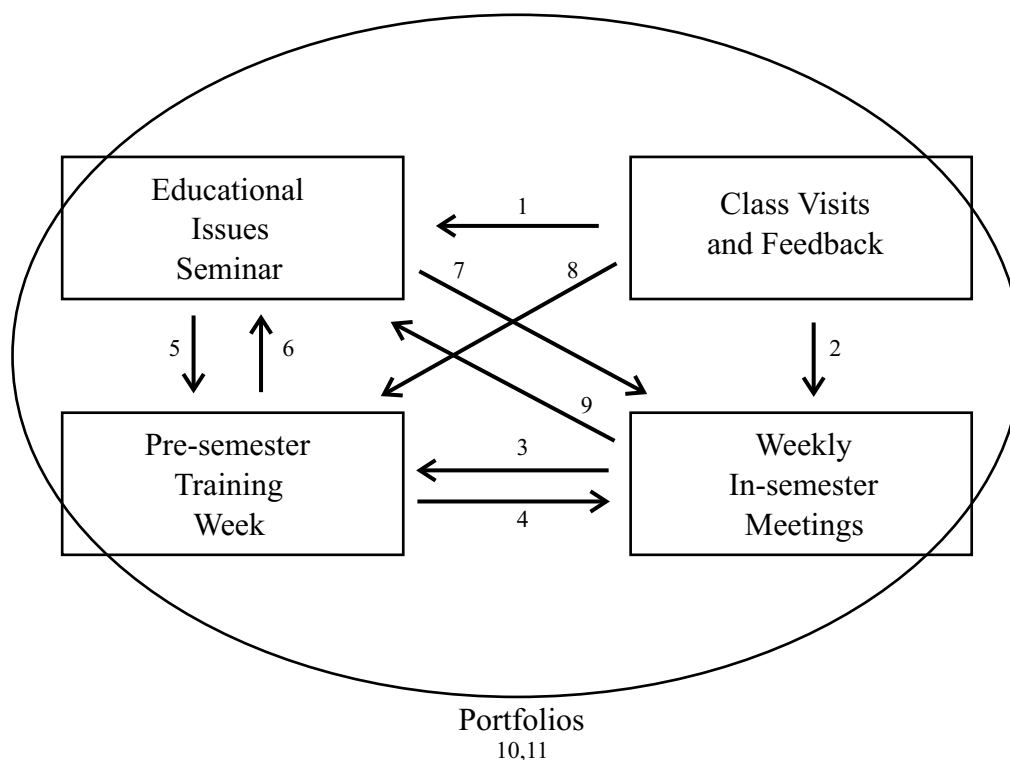 Educational
Issues
Seminar
Class Visits
and Feedback
1
7
8
5
6
2
9
Pre-semester
Training
Week
3
4
Weekly
In-semester
Meetings
Portfolios
10,11